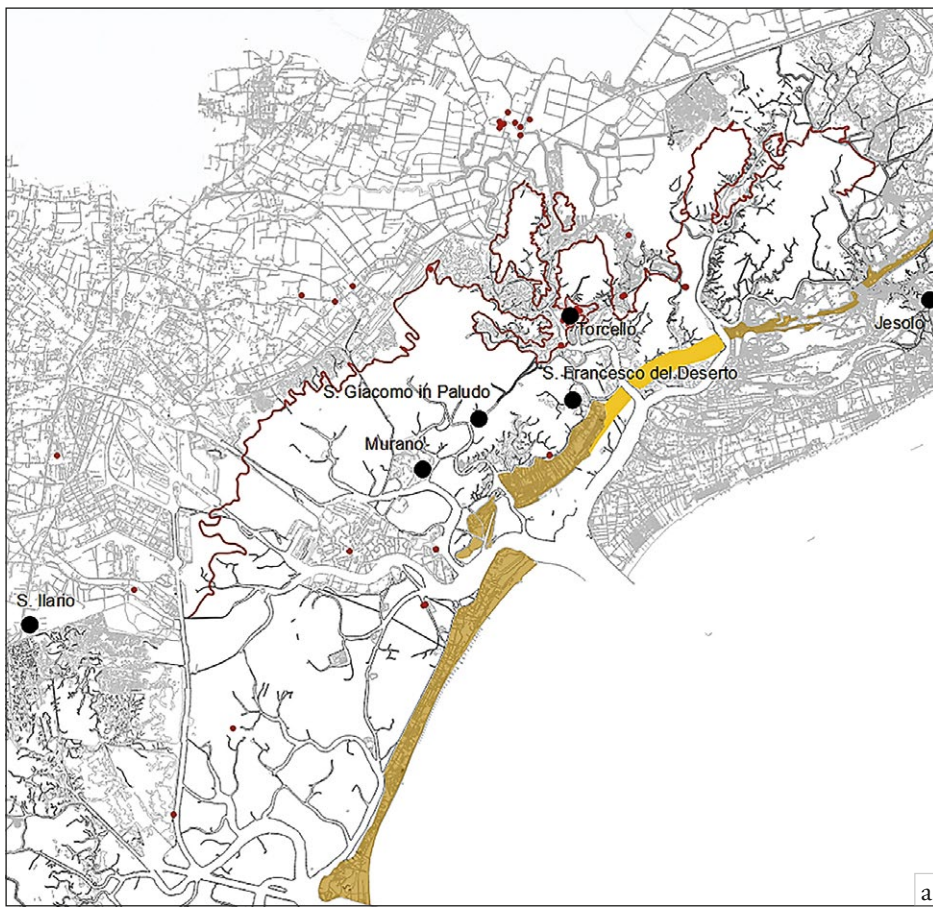 Torcello
Jesolo
S. Francesco del Deserto
S. Giacomo in Paludo
Murano
S. Ilario
a